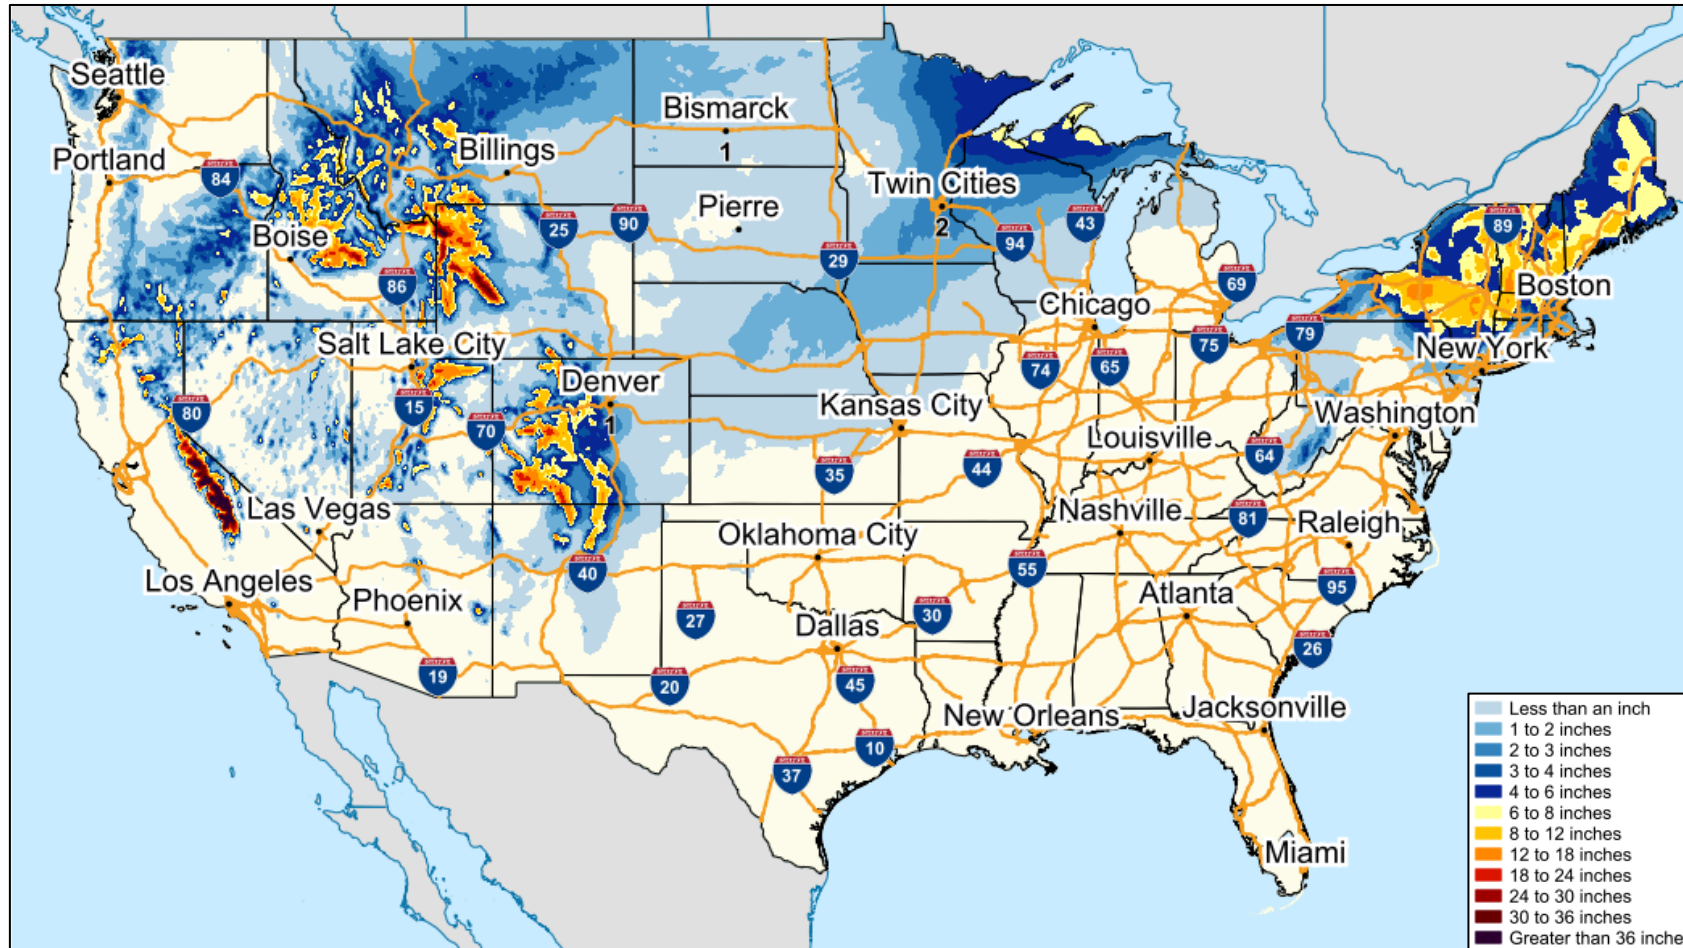 Seattle
Bismarck
1
Billings
Portland
84
Twin Cities
2
Pierre
89
Boise
25
90
94
43
29
86
69
Boston
Chicago
79
Salt Lake City
75
New York
74
65
Denver
1
15
80
70
Kansas City
Washington
Louisville
64
35
44
Las Vegas
Nashville
81
Raleigh
Oklahoma City
40
55
Los Angeles
Phoenix
95
Atlanta
27
30
Dallas
26
19
20
45
New Orleans
Jacksonville
10
37
Miami
Less than an inch
1 to 2 inches
2 to 3 inches
3 to 4 inches
4 to 6 inches
6 to 8 inches
8 to 12 inches
12 to 18 inches
18 to 24 inches
24 to 30 inches
30 to 36 inches
Greater than 36 inche